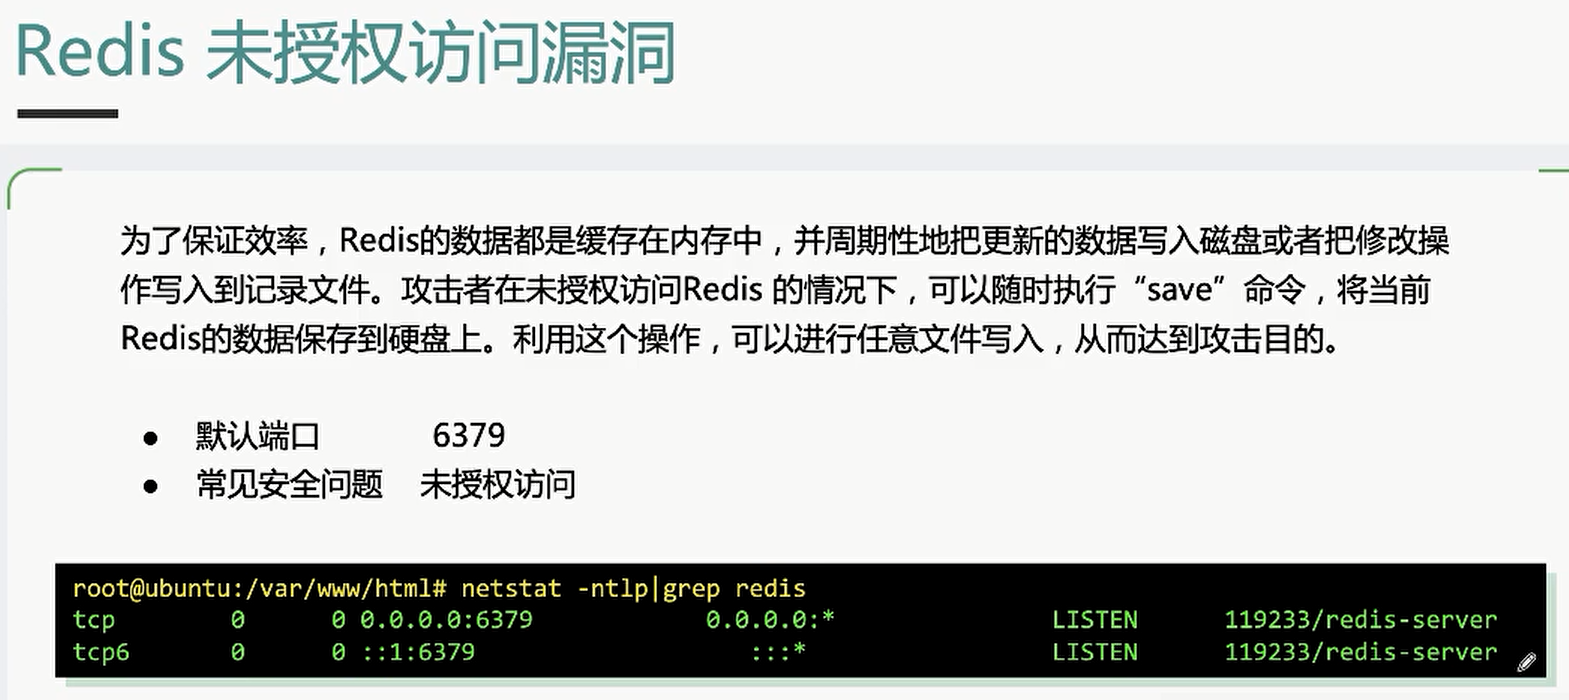 Redis 未授权访问漏洞
为了保证效率，Redis的数据都是缓存在内存中，并周期性地把更新的数据写入磁盘或者把修改操
作写入到记录文件。攻击者在未授权访问Redis 的情况下，可以随时执行“save”命令，将当前
Redis的数据保存到硬盘上。利用这个操作，可以进行任意文件写入，从而达到攻击目的。
● 默认端口 6379
● 常见安全问题 未授权访问
root@ubuntu:/var/www/html# netstat -ntlp|grep redis
tcp 0 0 0.0.0.0:6379 0.0.0.0:* LISTEN 119233/redis-server
tcp6 0 0 ::1:6379 :::* LISTEN 119233/redis-server